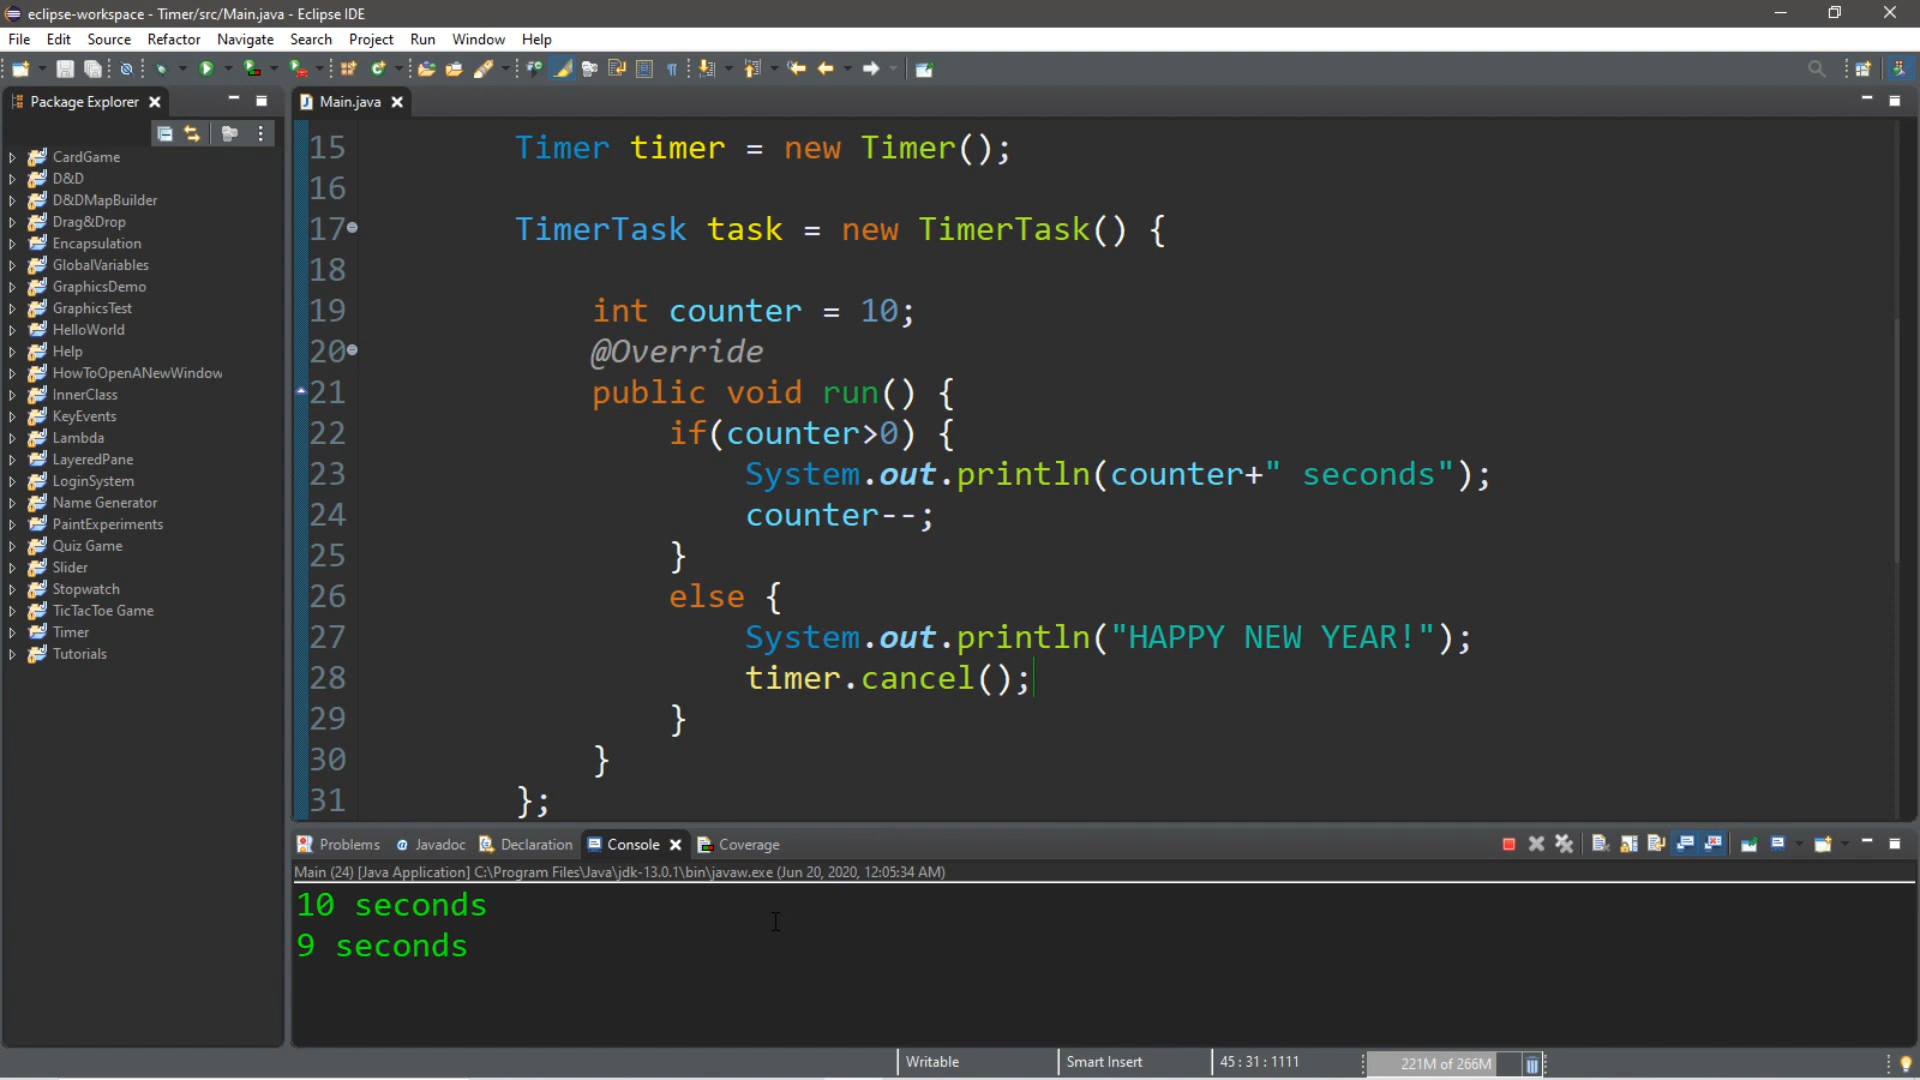 eclipse-workspace - Timer/src/Main.java - Eclipse IDE
File Edit Source Refactor Navigate Search Project Run Window Help
Package Explorer
CardGame
D&D
D&DMapBuilder
Drag&Drop
Encapsulation
GlobalVariables
GraphicsDemo
GraphicsTest
HelloWorld
Help
HowToOpenANewWindow
InnerClass
KeyEvents
Lambda
LayeredPane
LoginSystem
Name Generator
PaintExperiments
Quiz Game
Slider
Stopwatch
TicTacToe Game
Timer
Tutorials
Main.java
15 Timer timer = new Timer();
16
17 TimerTask task = new TimerTask() {
18
19 int counter = 10;
20 @Override
21 public void run() {
22 if(counter>0) {
23 System.out.println(counter+" seconds");
24 counter--;
25 }
26 else {
27 System.out.println("HAPPY NEW YEAR!");
28 timer.cancel();
29 }
30 }
31 };
Problems Javadoc Declaration Console Coverage
Main (24) [Java Application] C:\Program Files\Java\jdk-13.0.1\bin\javaw.exe (Jun 20, 2020, 12:05:34 AM)
10 seconds
9 seconds
Writable Smart Insert 45 : 31 : 1111 221M of 266M